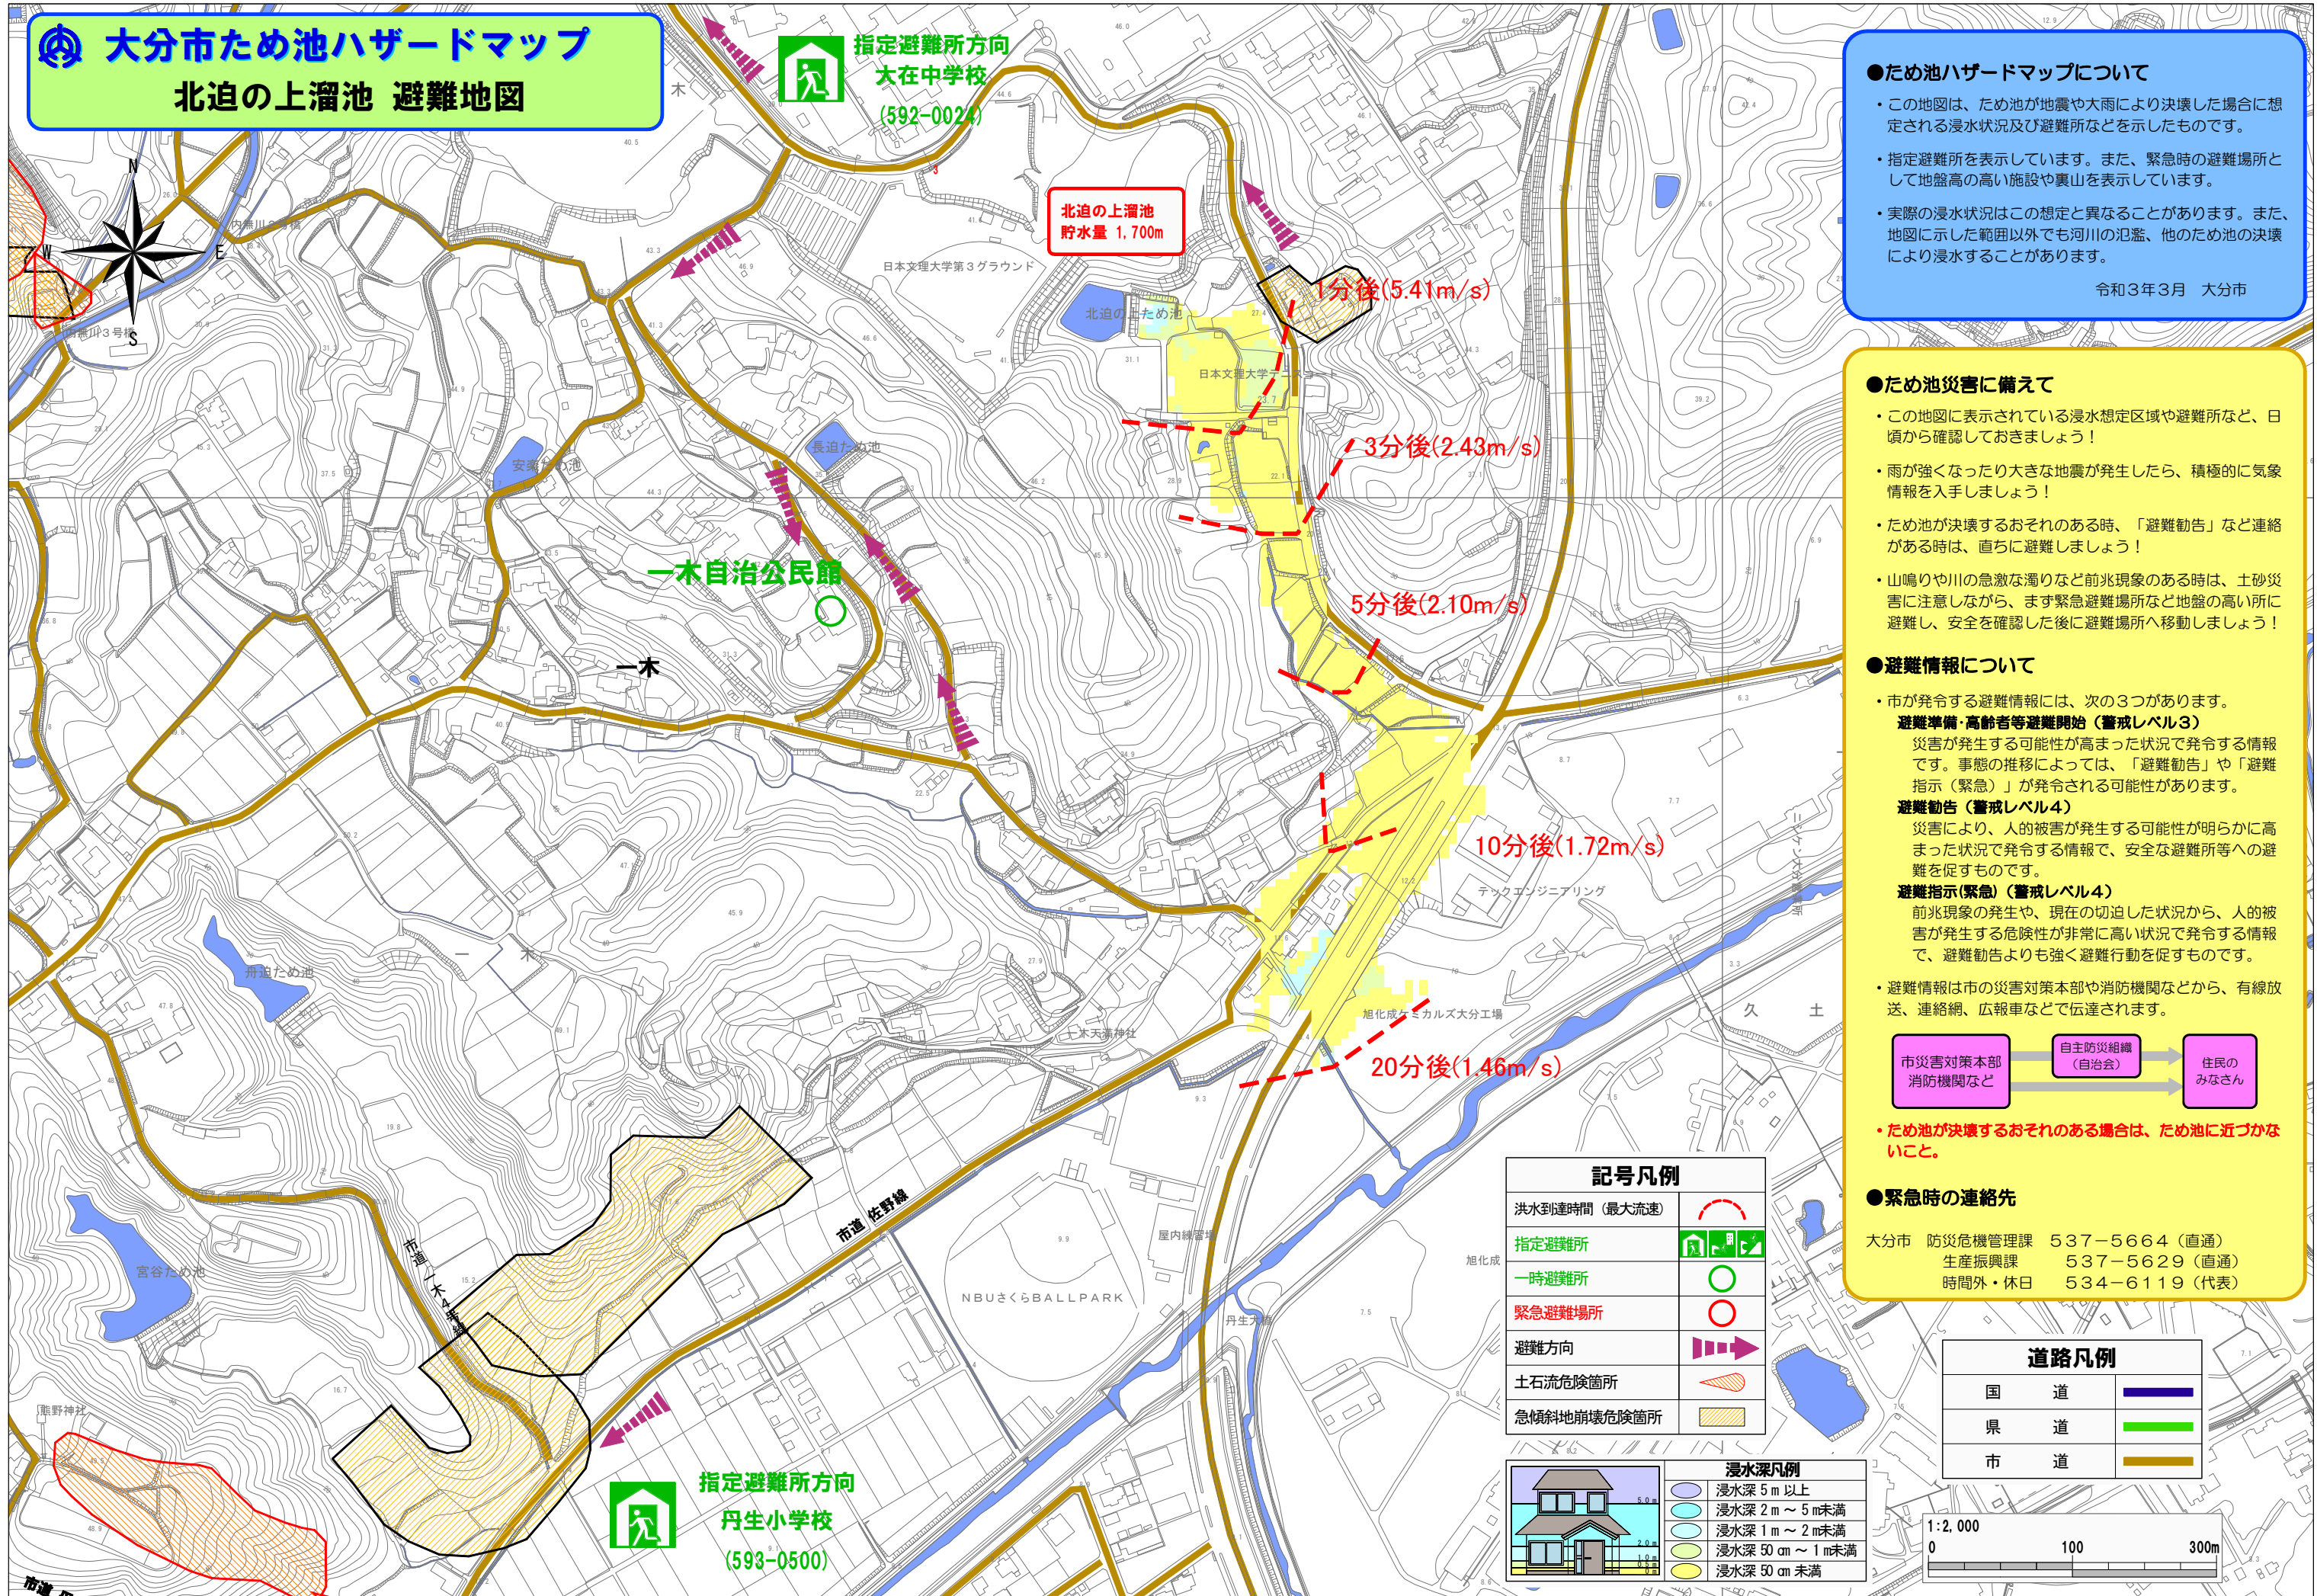 大分市ため池ハザードマップ
北迫の上溜池 避難地図
指定避難所方向
大在中学校
(592-0024)
北迫の上溜池
貯水量 1,700m
N
W
E
S
日本文理大学第3グラウンド
北迫の上ため池
日本文理大学テニスコート
1分後(5.41m/s)
3分後(2.43m/s)
5分後(2.10m/s)
10分後(1.72m/s)
20分後(1.46m/s)
内無川3号橋
安楽ため池
長迫ため池
一木自治公民館
一木
一木
舟迫ため池
一木天満神社
テックエンジニアリング
旭化成ケミカルズ大分工場
久 土
宮谷ため池
熊野神社
市道 一木4号線
市道 佐野線
NBUさくらBALLPARK
屋内練習場
丹生大橋
旭化成
指定避難所方向
丹生小学校
(593-0500)
●ため池ハザードマップについて
・この地図は、ため池が地震や大雨により決壊した場合に想
定される浸水状況及び避難所などを示したものです。
・指定避難所を表示しています。また、緊急時の避難場所と
して地盤高の高い施設や裏山を表示しています。
・実際の浸水状況はこの想定と異なることがあります。また、
地図に示した範囲以外でも河川の氾濫、他のため池の決壊
により浸水することがあります。
令和3年3月 大分市
●ため池災害に備えて
・この地図に表示されている浸水想定区域や避難所など、日
頃から確認しておきましょう！
・雨が強くなったり大きな地震が発生したら、積極的に気象
情報を入手しましょう！
・ため池が決壊するおそれのある時、「避難勧告」など連絡
がある時は、直ちに避難しましょう！
・山鳴りや川の急激な濁りなど前兆現象のある時は、土砂災
害に注意しながら、まず緊急避難場所など地盤の高い所に
避難し、安全を確認した後に避難場所へ移動しましょう！
●避難情報について
・市が発令する避難情報には、次の3つがあります。
避難準備・高齢者等避難開始（警戒レベル3）
災害が発生する可能性が高まった状況で発令する情報
です。事態の推移によっては、「避難勧告」や「避難
指示（緊急）」が発令される可能性があります。
避難勧告（警戒レベル4）
災害により、人的被害が発生する可能性が明らかに高
まった状況で発令する情報で、安全な避難所等への避
難を促すものです。
避難指示(緊急)（警戒レベル4）
前兆現象の発生や、現在の切迫した状況から、人的被
害が発生する危険性が非常に高い状況で発令する情報
で、避難勧告よりも強く避難行動を促すものです。
・避難情報は市の災害対策本部や消防機関などから、有線放
送、連絡網、広報車などで伝達されます。
市災害対策本部
消防機関など
自主防災組織
（自治会）
住民の
みなさん
・ため池が決壊するおそれのある場合は、ため池に近づかな
いこと。
●緊急時の連絡先
大分市 防災危機管理課 537－5664（直通）
生産振興課 537－5629（直通）
時間外・休日 534－6119（代表）
記号凡例
洪水到達時間（最大流速）
指定避難所
一時避難所
緊急避難場所
避難方向
土石流危険箇所
急傾斜地崩壊危険箇所
浸水深凡例
浸水深 5 m 以上
浸水深 2 m ～ 5 m未満
浸水深 1 m ～ 2 m未満
浸水深 50 cm ～ 1 m未満
浸水深 50 cm 未満
5.0m
2.0m
1.0m
0.5m
0m
道路凡例
国 道
県 道
市 道
1:2,000
0 100 300m